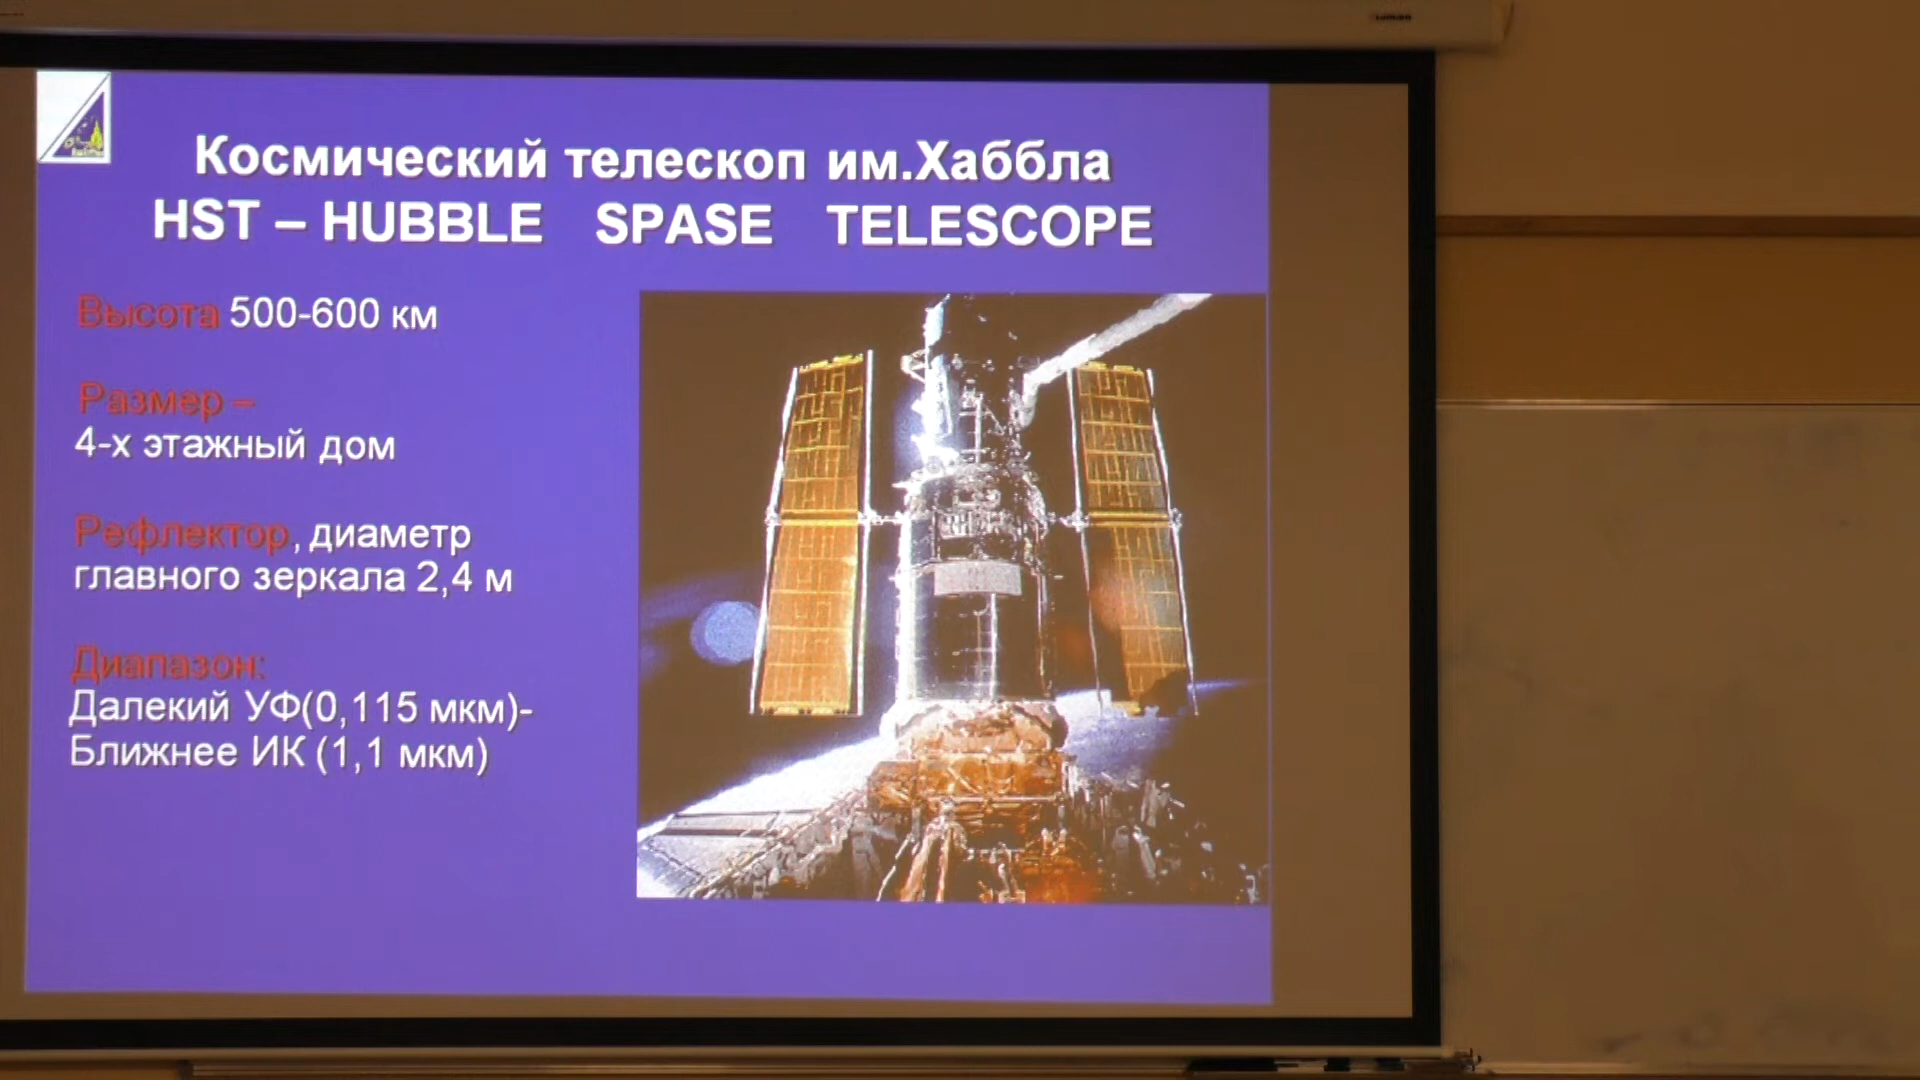 Космический телескоп им.Хаббла
HST – HUBBLE SPASE TELESCOPE
Высота 500-600 км
Размер –
4-х этажный дом
Рефлектор, диаметр
главного зеркала 2,4 м
Диапазон:
Далекий УФ(0,115 мкм)-
Ближнее ИК (1,1 мкм)